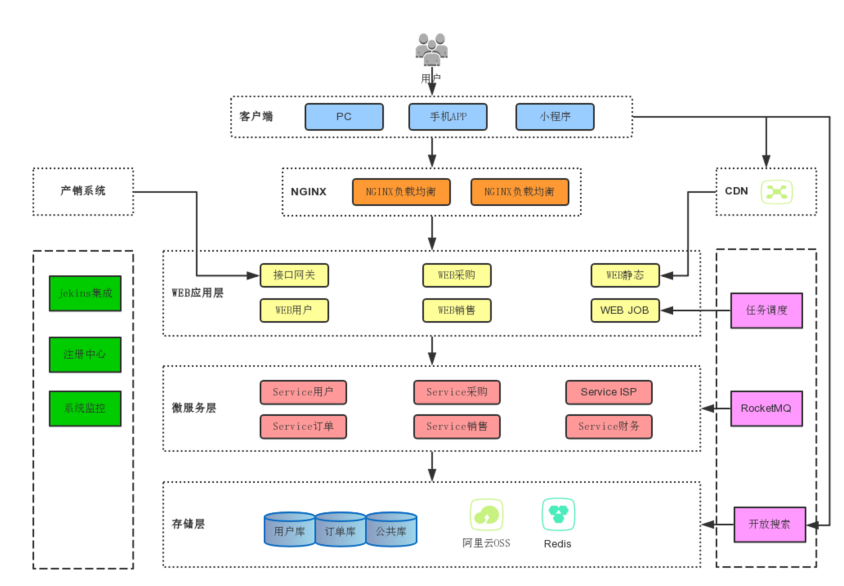 用户
客户端
PC
手机APP
小程序
产销系统
NGINX
NGINX负载均衡
NGINX负载均衡
CDN
WEB应用层
接口网关
WEB采购
WEB静态
WEB用户
WEB销售
WEB JOB
jekins集成
注册中心
系统监控
任务调度
RocketMQ
开放搜索
微服务层
Service用户
Service采购
Service ISP
Service订单
Service销售
Service财务
存储层
用户库
订单库
公共库
阿里云OSS
Redis